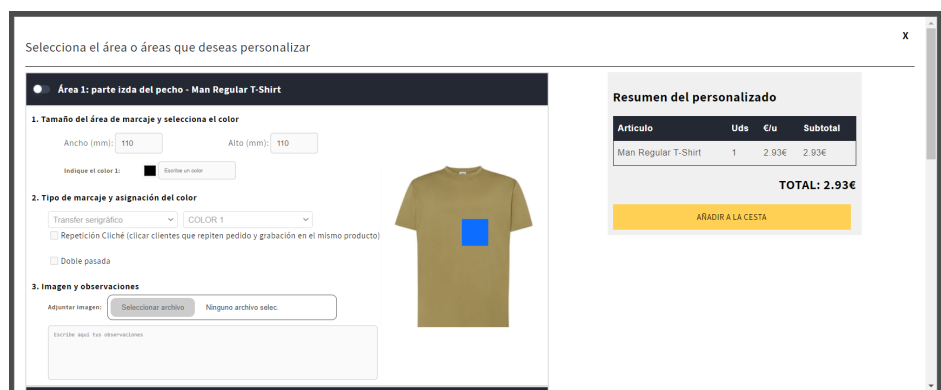 X
Selecciona el área o áreas que deseas personalizar
Área 1: parte izda del pecho - Man Regular T-Shirt
1. Tamaño del área de marcaje y selecciona el color
Ancho (mm): 110 Alto (mm): 110
Indique el color 1: Escribe un color
2. Tipo de marcaje y asignación del color
Transfer serigráfico COLOR 1
Repetición Cliché (clicar clientes que repiten pedido y grabación en el mismo producto)
Doble pasada
3. Imagen y observaciones
Adjuntar imagen: Seleccionar archivo Ninguno archivo selec.
Escribe aquí tus observaciones
Resumen del personalizado
Artículo Uds €/u Subtotal
Man Regular T-Shirt 1 2.93€ 2.93€
TOTAL: 2.93€
AÑADIR A LA CESTA